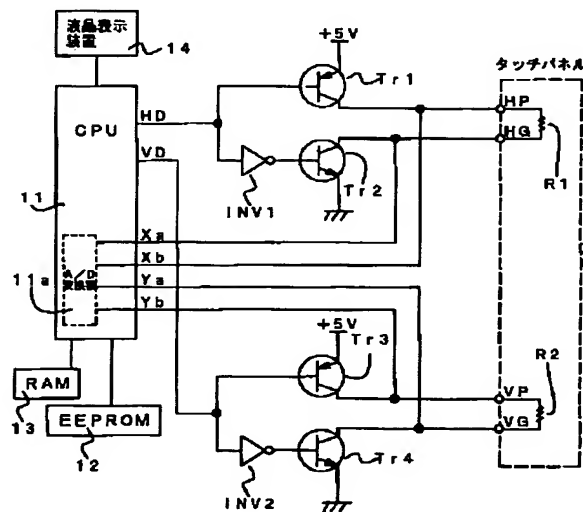 液晶表示
装置
14
+5V
Tr1
タッチパネル
CPU
HD
VD
HP
HG
R1
Tr2
INV1
11
Xa
Xb
Ya
Yb
A/D
変換器
11a
+5V
Tr3
R2
RAM
13
EEPROM
12
VP
VG
Tr4
INV2